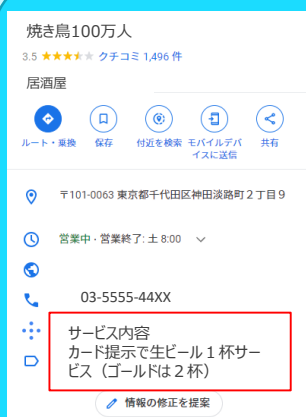 焼き鳥100万人
3.5 ★★★★★ クチコミ 1,496 件
居酒屋
ルート・乗換
保存
付近を検索
モバイルデバイスに送信
共有
〒101-0063 東京都千代田区神田淡路町２丁目９
営業中・営業終了: 土 8:00
03-5555-44XX
サービス内容
カード提示で生ビール１杯サー
ビス（ゴールドは２杯）
情報の修正を提案